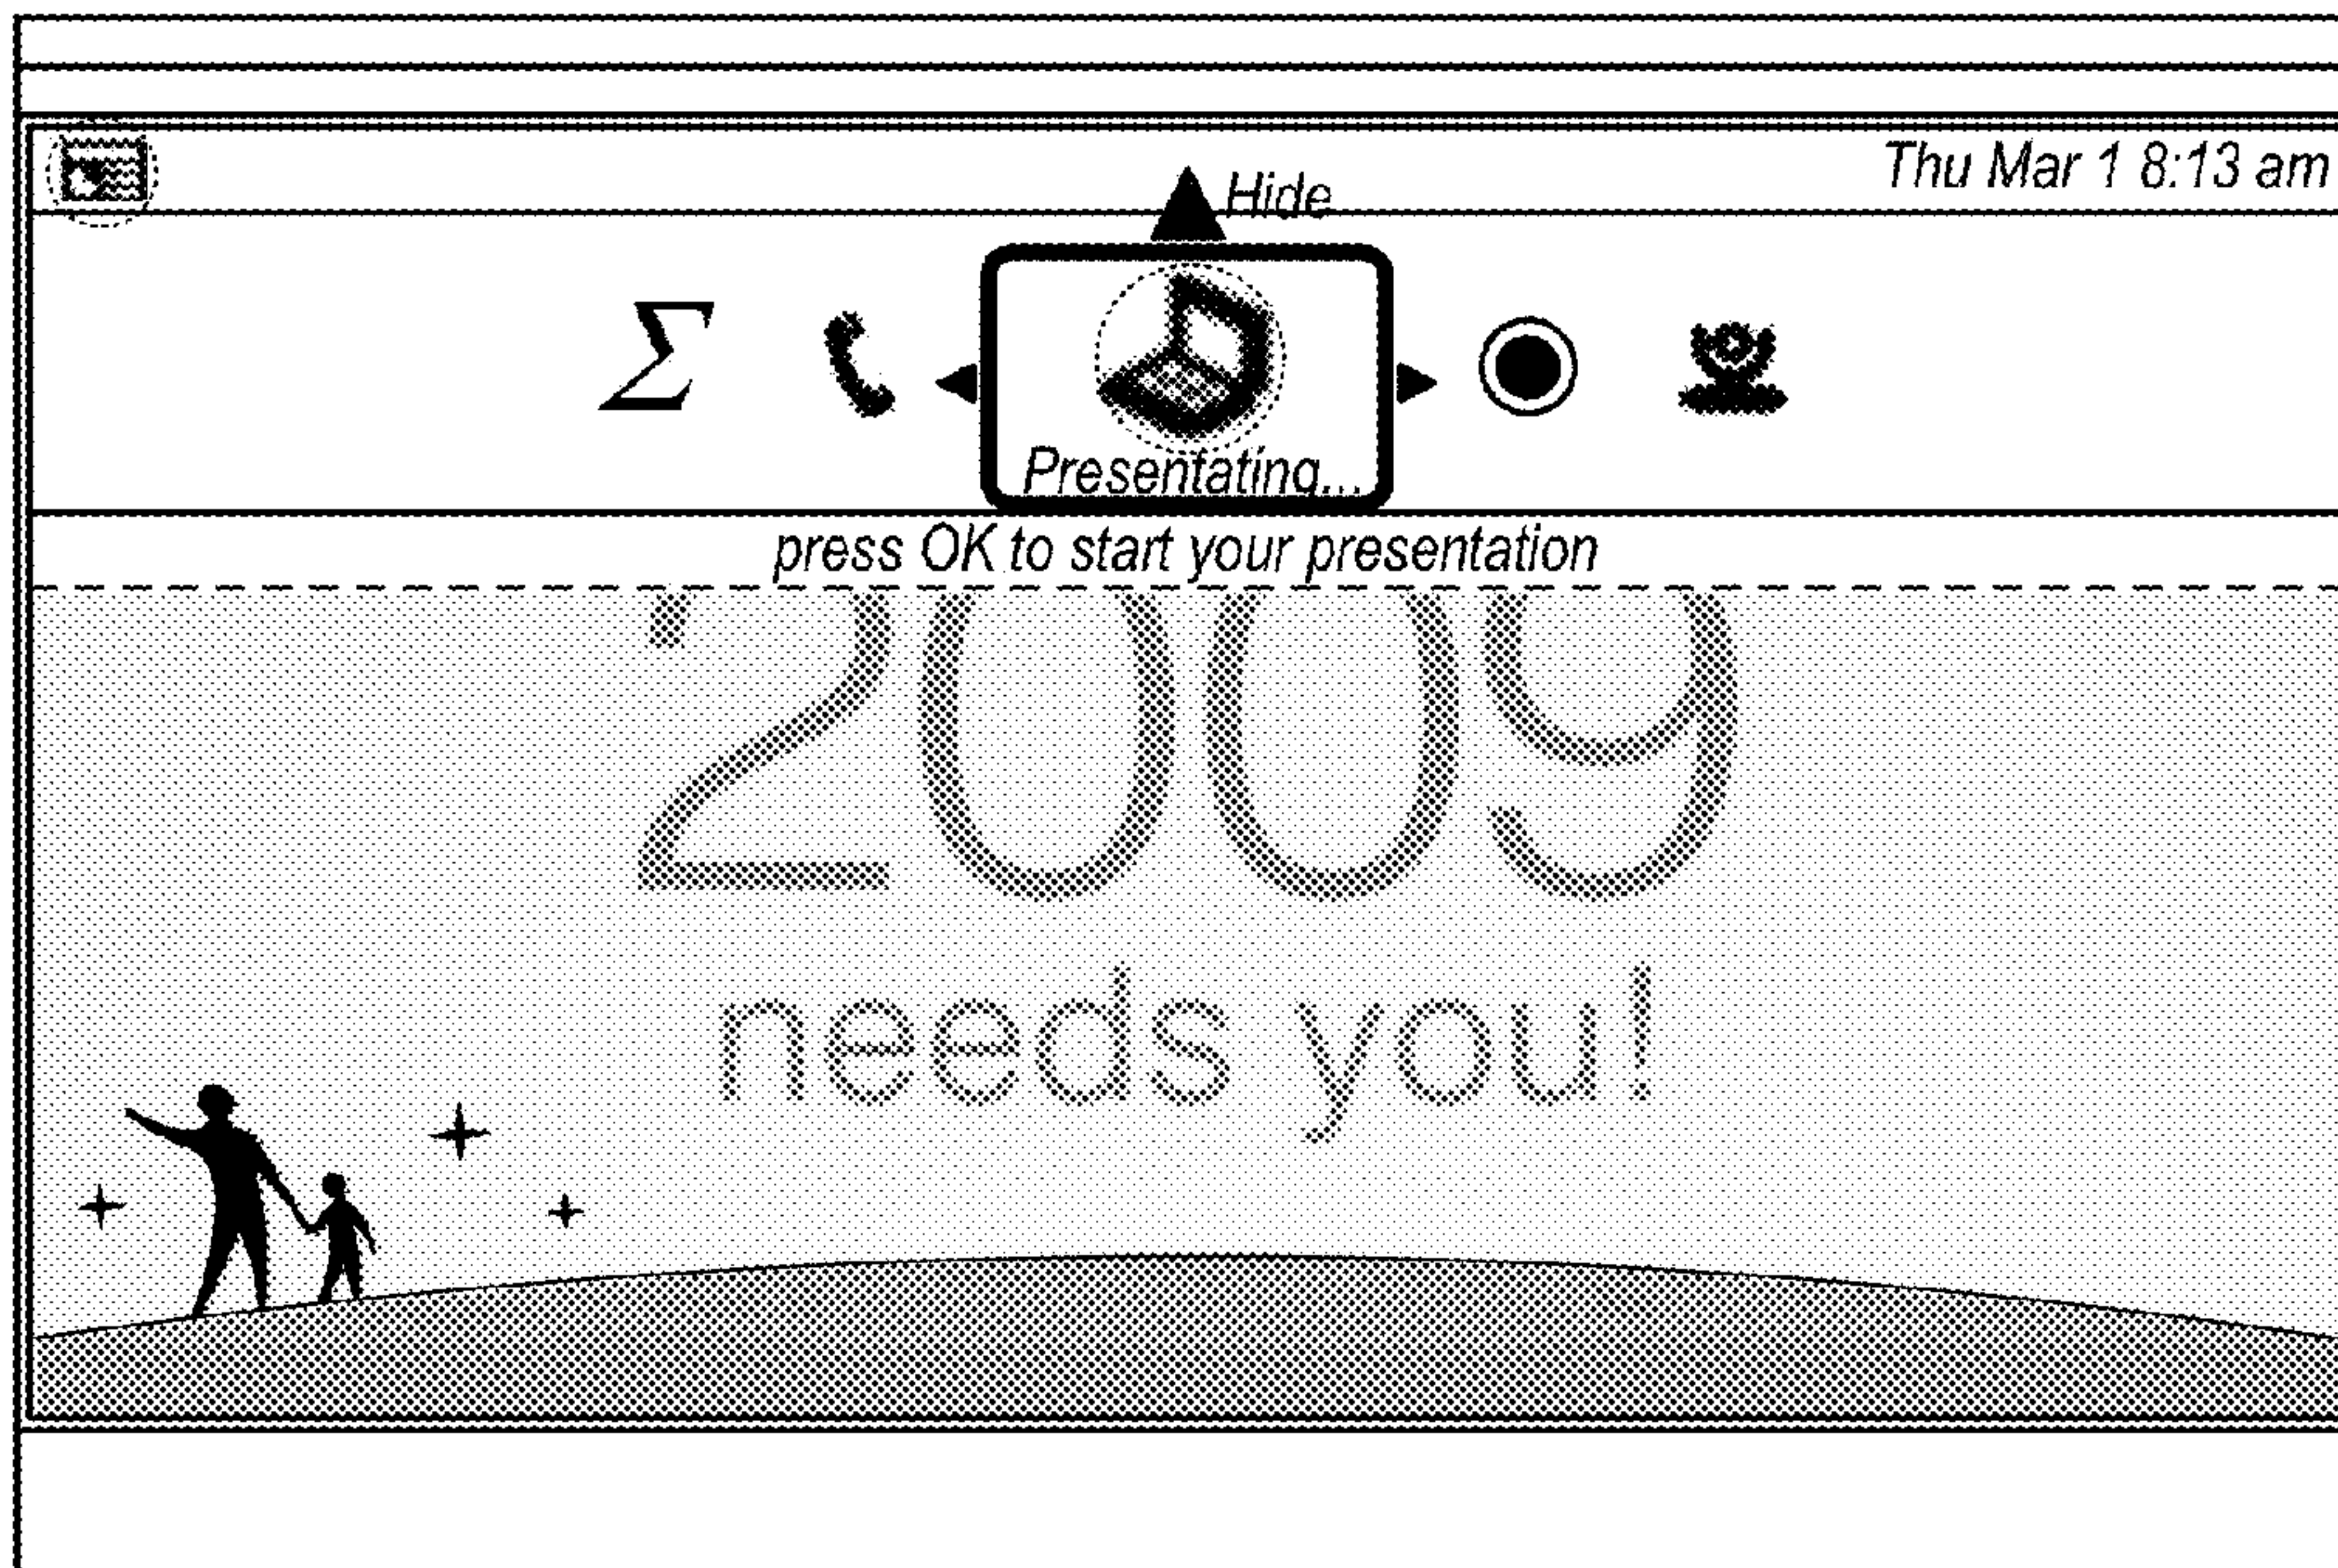 Thu Mar 1 8:13 am
Hide
Σ
Presentating...
press OK to start your presentation
2009
needs you!